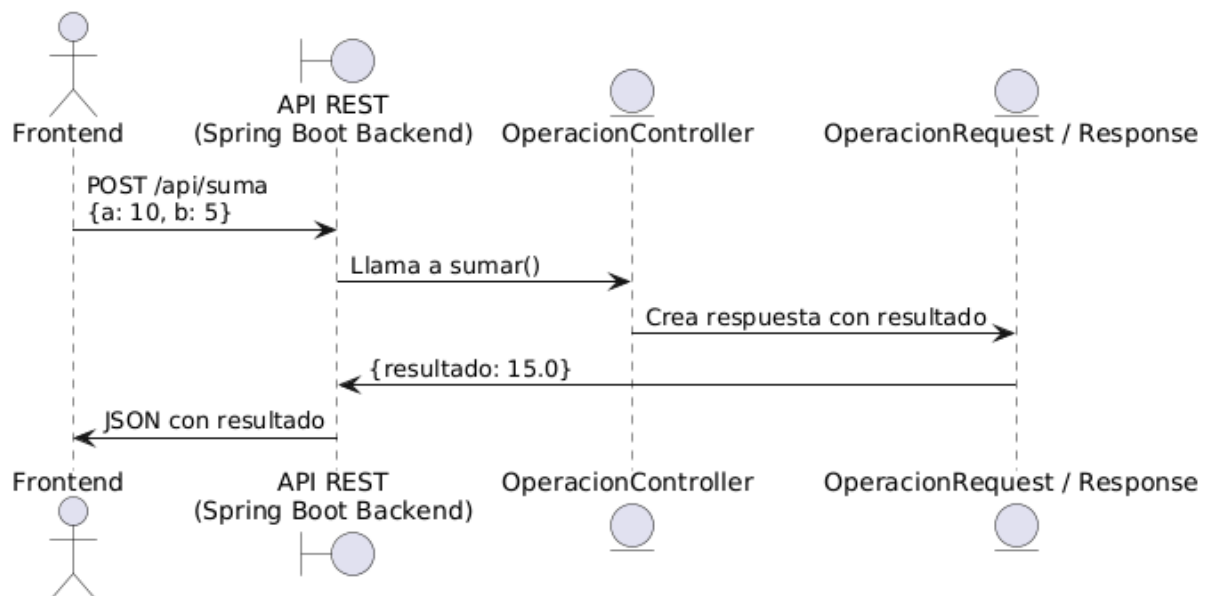 Frontend
API REST
(Spring Boot Backend)
OperacionController
OperacionRequest / Response
POST /api/suma
{a: 10, b: 5}
Llama a sumar()
Crea respuesta con resultado
{resultado: 15.0}
JSON con resultado
Frontend
API REST
(Spring Boot Backend)
OperacionController
OperacionRequest / Response